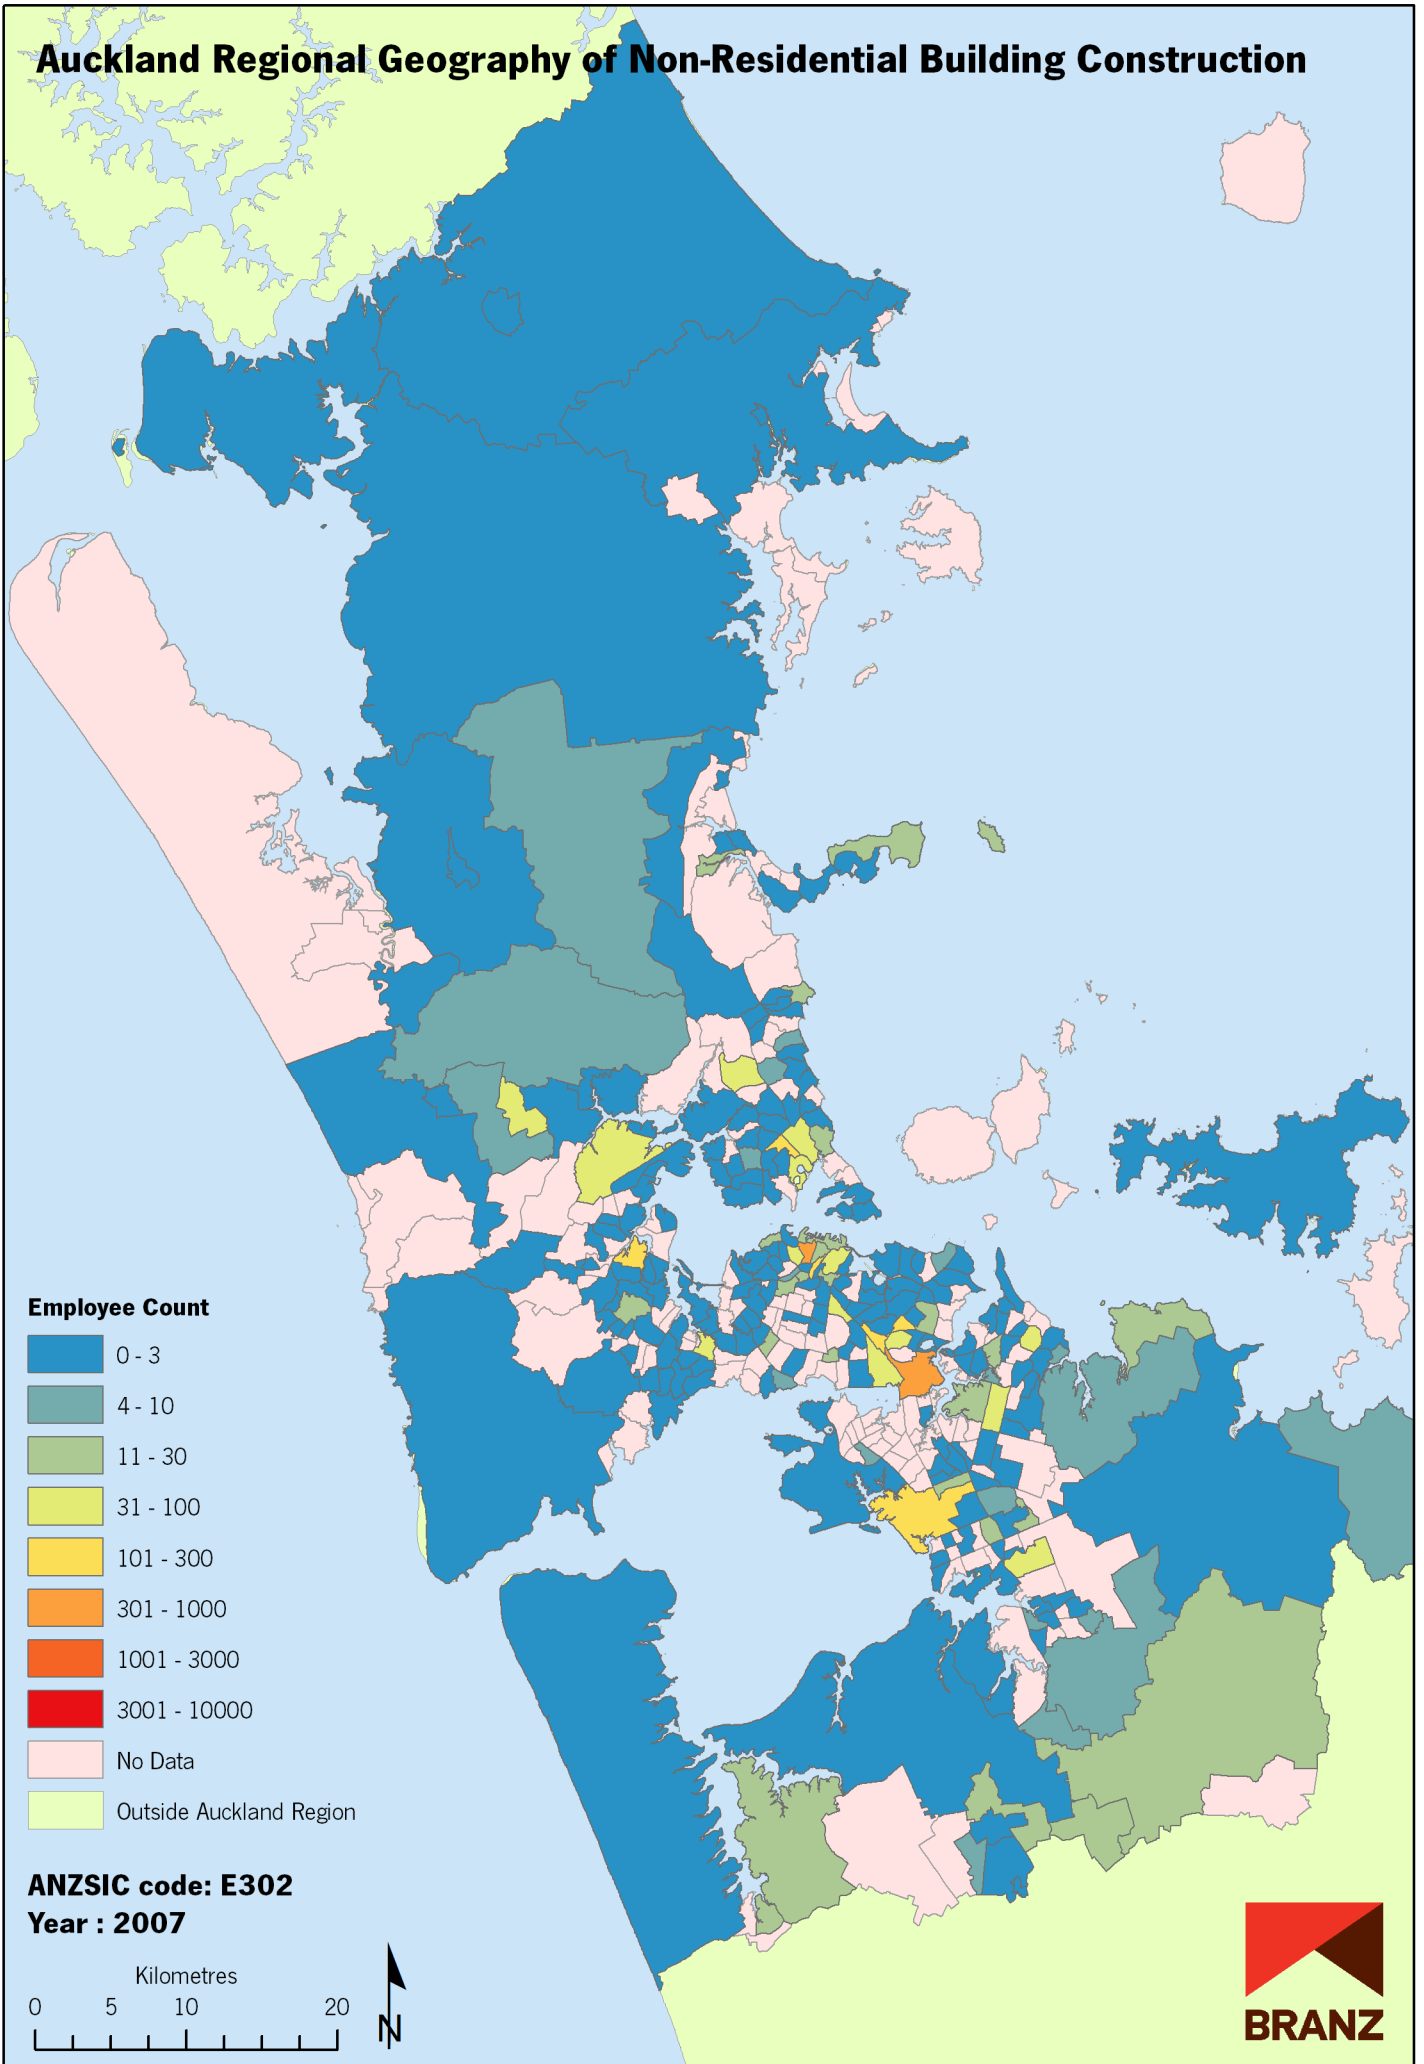 Auckland Regional Geography of Non-Residential Building Construction
Employee Count
0 - 3
4 - 10
11 - 30
31 - 100
101 - 300
301 - 1000
1001 - 3000
3001 - 10000
No Data
Outside Auckland Region
ANZSIC code: E302
Year : 2007
Kilometres
0 5 10 20
N
BRANZ